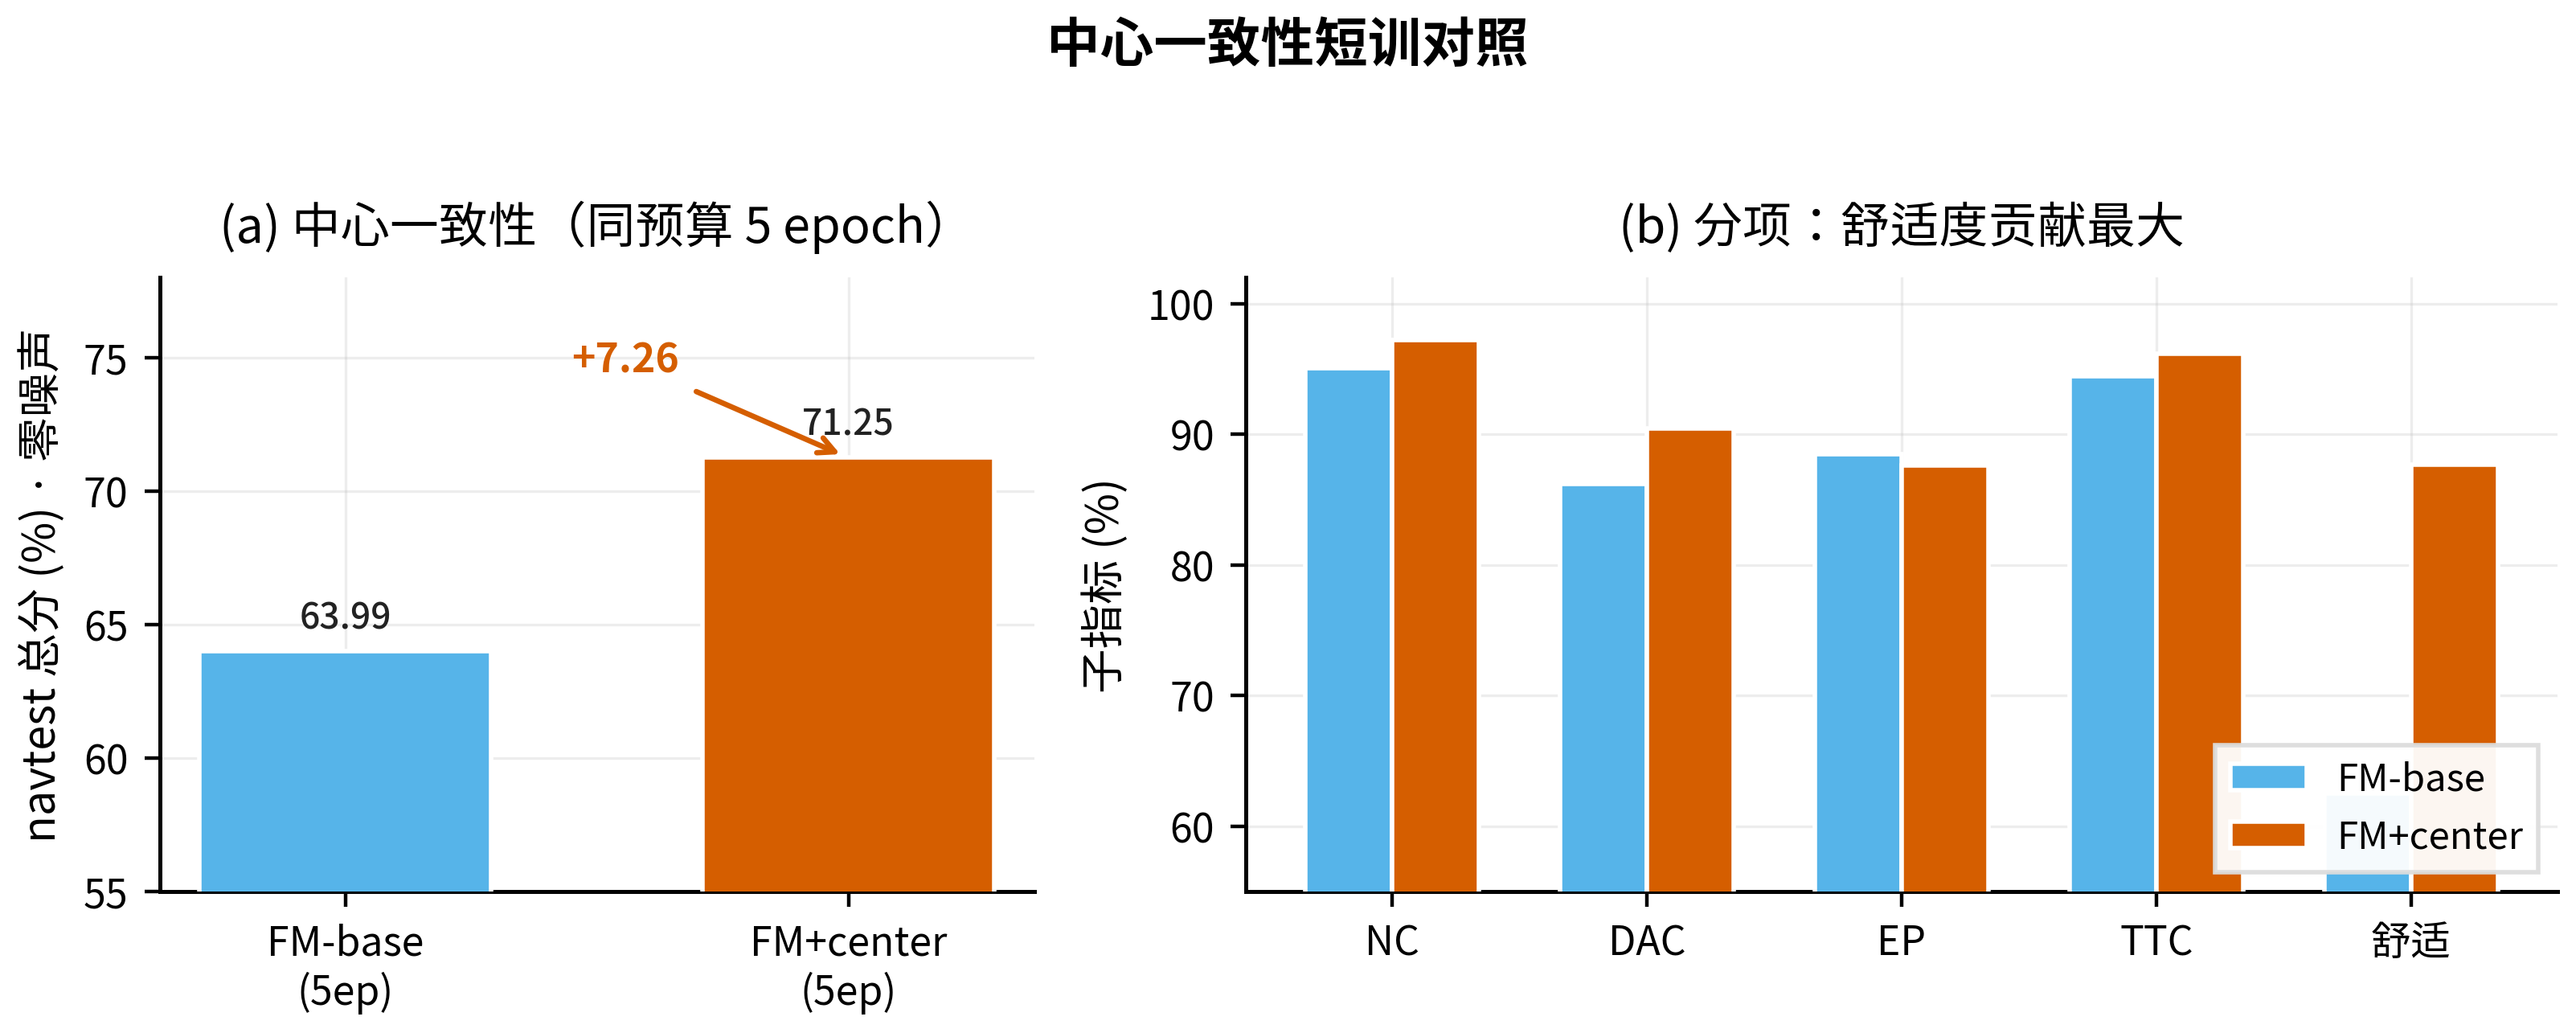 中心一致性短训对照
(a) 中心一致性（同预算 5 epoch）
navtest 总分 (%) · 零噪声
75
70
65
60
55
+7.26
71.25
63.99
FM-base
(5ep)
FM+center
(5ep)
(b) 分项：舒适度贡献最大
子指标 (%)
100
90
80
70
60
FM-base
FM+center
NC
DAC
EP
TTC
舒适